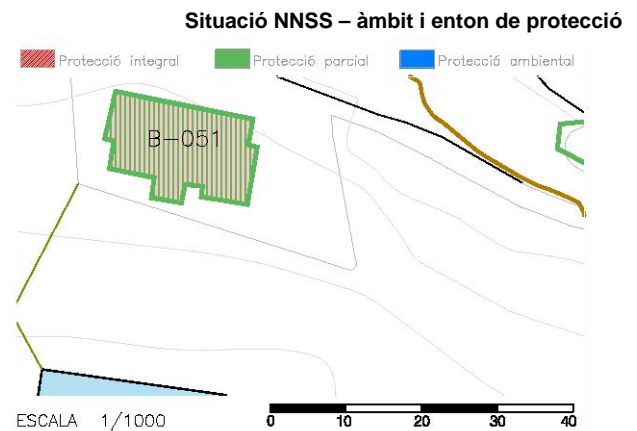 Situació NNSS – àmbit i enton de protecció
Protecció integral Protecció parcial Protecció ambiental
B-051
ESCALA 1/1000
0 10 20 30 40